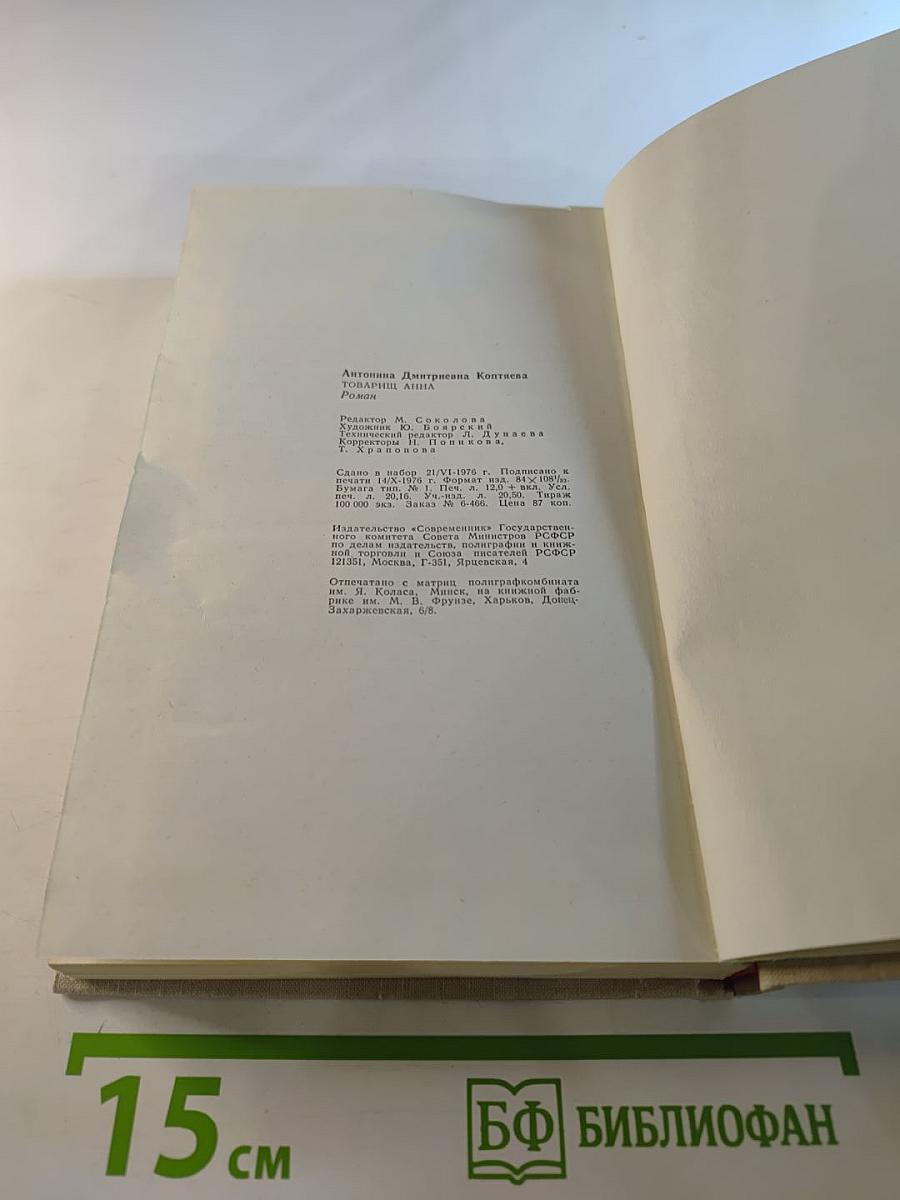 Антонина Дмитриевна Коптяева
ТОВАРИЩ АННА
Роман
Редактор М. Соколова
Художник Ю. Боярский
Технический редактор Л. Дунаева
Корректоры Н. Попикова,
Т. Храпонова
Сдано в набор 21/VI-1976 г. Подписано к
печати 14/X-1976 г. Формат изд. 84×108¹/₃₂.
Бумага тип. № 1. Печ. л. 12,0 + вкл. Усл.
печ. л. 20,16. Уч.-изд. л. 20,50. Тираж
100 000 экз. Заказ № 6-466. Цена 87 коп.
Издательство «Современник» Государствен-
ного комитета Совета Министров РСФСР
по делам издательств, полиграфии и книж-
ной торговли и Союза писателей РСФСР
121351, Москва, Г-351, Ярцевская, 4
Отпечатано с матриц полиграфкомбината
им. Я. Коласа, Минск, на книжной фаб-
рике им. М. В. Фрунзе, Харьков, Донец-
Захаржевская, 6/8.
15 см
БФ БИБЛИОФАН